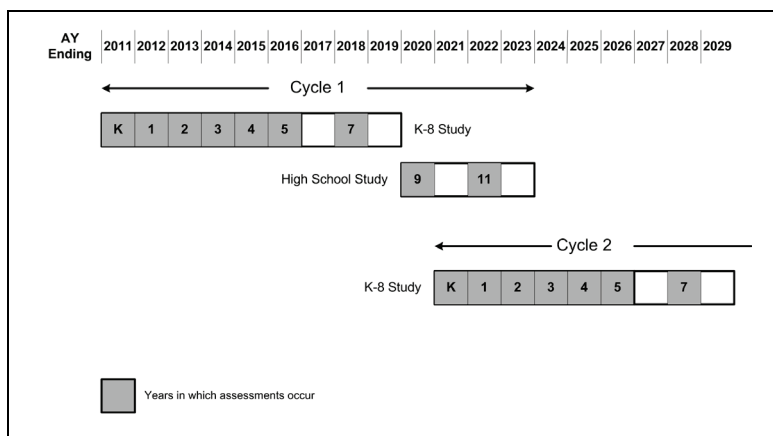 AY Ending 2011 2012 2013 2014 2015 2016 2017 2018 2019 2020 2021 2022 2023 2024 2025 2026 2027 2028 2029
Cycle 1
K 1 2 3 4 5 7 K-8 Study
High School Study 9 11
Cycle 2
K-8 Study K 1 2 3 4 5 7
Years in which assessments occur